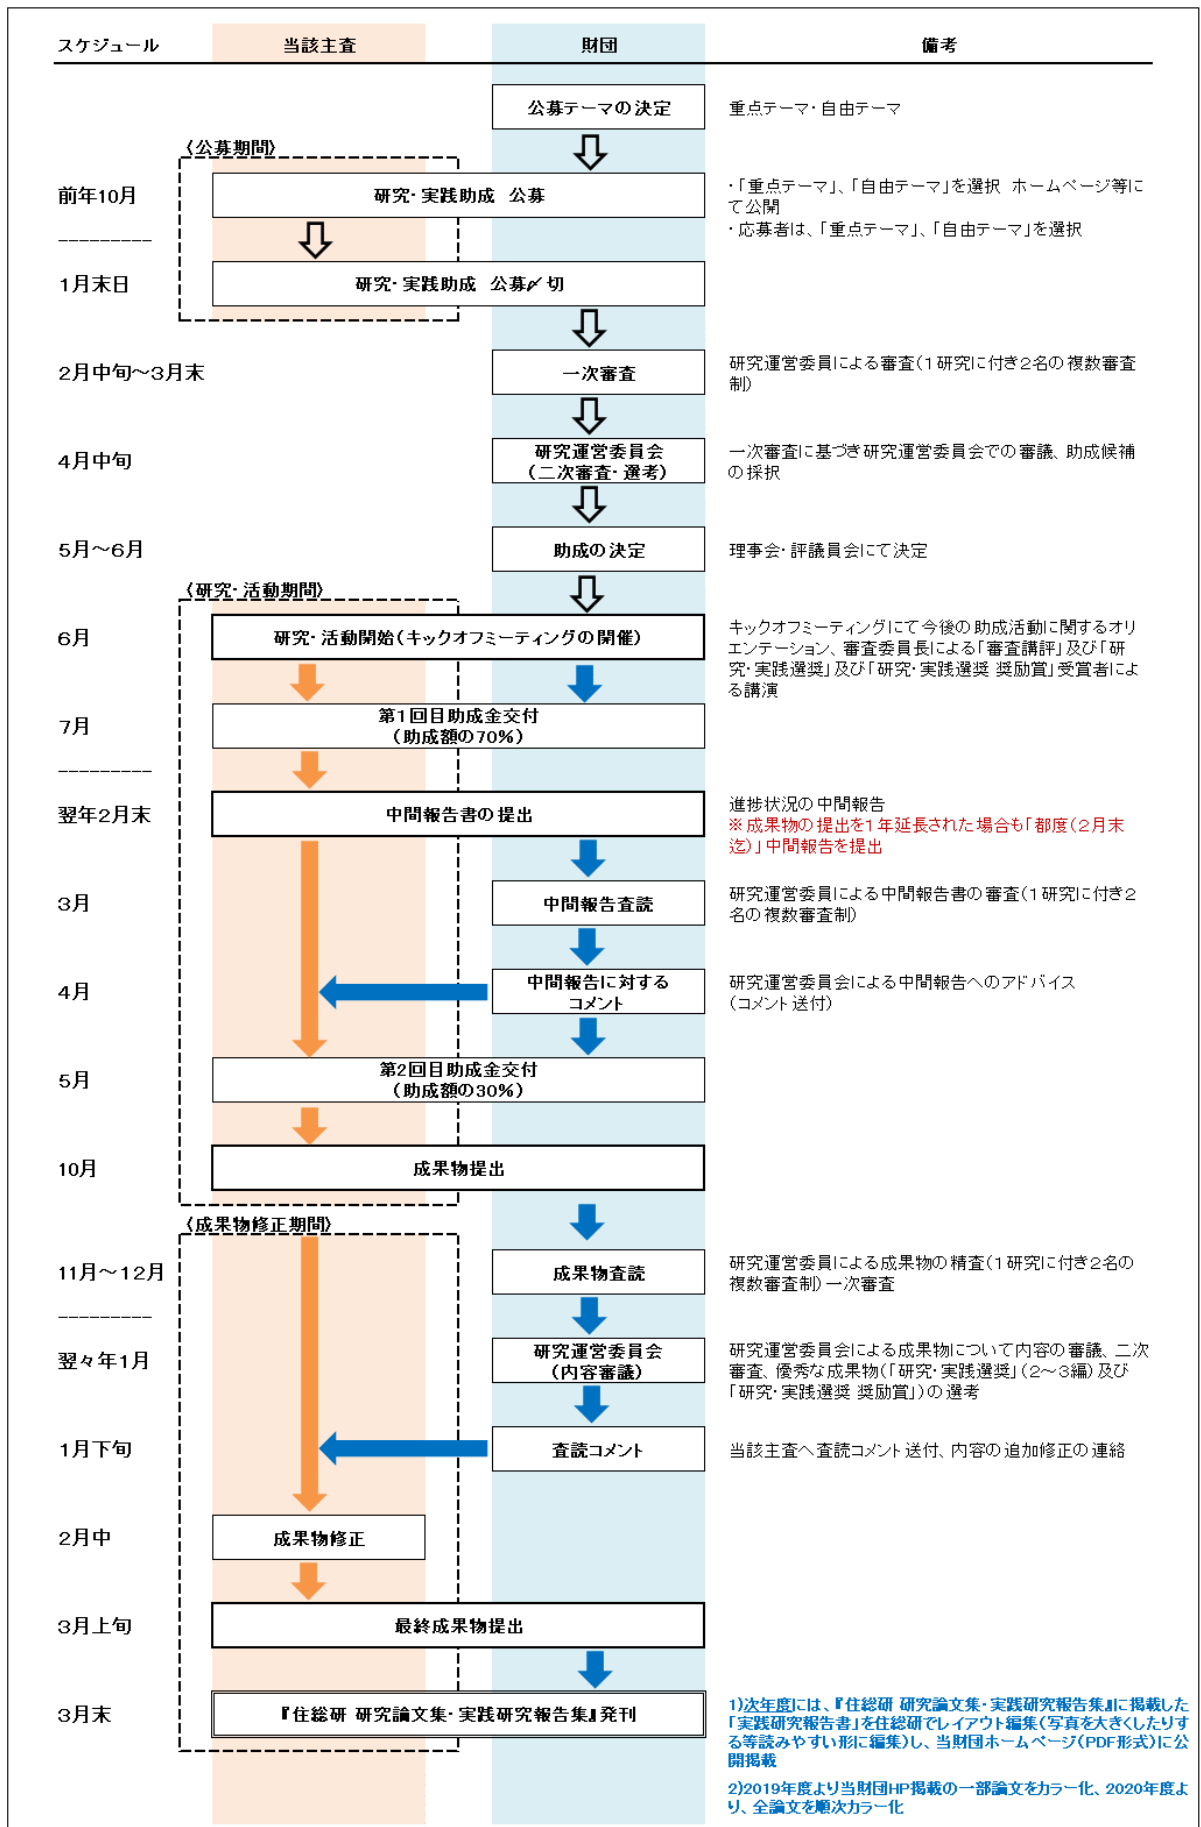 スケジュール 当該主査 財団 備考
公募テーマの決定 重点テーマ・自由テーマ
〈公募期間〉
前年10月 研究・実践助成 公募 ・「重点テーマ」、「自由テーマ」を選択 ホームページ等に
て公開
・応募者は、「重点テーマ」、「自由テーマ」を選択
1月末日 研究・実践助成 公募〆切
2月中旬～3月末 一次審査 研究運営委員による審査(1研究に付き2名の複数審査
制)
4月中旬 研究運営委員会
(二次審査・選考) 一次審査に基づき研究運営委員会での審議、助成候補
の採択
5月～6月 助成の決定 理事会・評議員会にて決定
〈研究・活動期間〉
6月 研究・活動開始(キックオフミーティングの開催) キックオフミーティングにて今後の助成活動に関するオリ
エンテーション、審査委員長による「審査講評」及び「研
究・実践選奨」及び「研究・実践選奨 奨励賞」受賞者によ
る講演
7月 第1回目助成金交付
(助成額の70%)
翌年2月末 中間報告書の提出 進捗状況の中間報告
※成果物の提出を1年延長された場合も「都度(2月末
迄)」中間報告を提出
3月 中間報告査読 研究運営委員による中間報告書の審査(1研究に付き2
名の複数審査制)
4月 中間報告に対する
コメント 研究運営委員会による中間報告へのアドバイス
(コメント送付)
5月 第2回目助成金交付
(助成額の30%)
10月 成果物提出
〈成果物修正期間〉
11月～12月 成果物査読 研究運営委員による成果物の精査(1研究に付き2名の
複数審査制)一次審査
翌々年1月 研究運営委員会
(内容審議) 研究運営委員会による成果物について内容の審議、二次
審査、優秀な成果物(「研究・実践選奨」(2～3編)及び
「研究・実践選奨 奨励賞」)の選考
1月下旬 査読コメント 当該主査へ査読コメント送付、内容の追加修正の連絡
2月中 成果物修正
3月上旬 最終成果物提出
3月末 『住総研 研究論文集・実践研究報告集』発刊 1)次年度には、『住総研 研究論文集・実践研究報告集』に掲載した
「実践研究報告書」を住総研でレイアウト編集(写真を大きくしたりす
る等読みやすい形に編集)し、当財団ホームページ(PDF形式)に公
開掲載
2)2019年度より当財団HP掲載の一部論文をカラー化、2020年度よ
り、全論文を順次カラー化